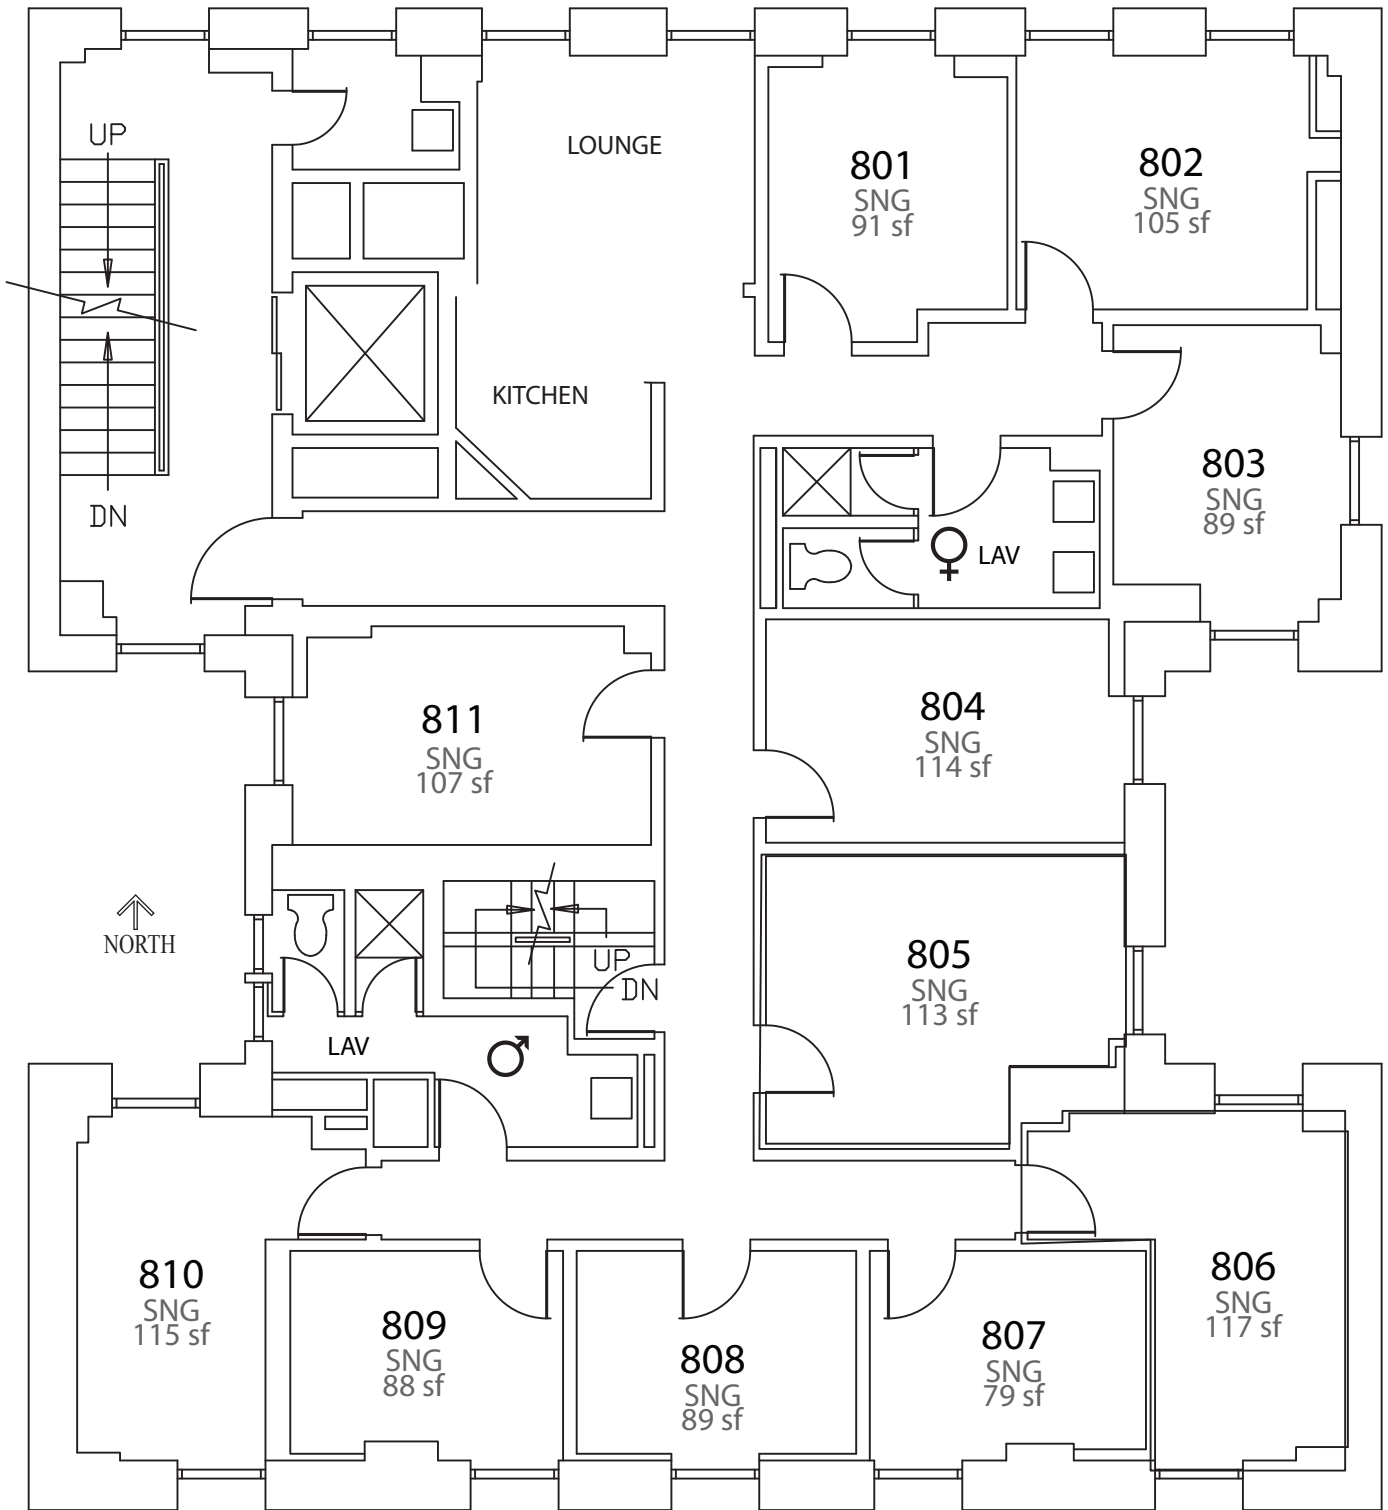 UP
LOUNGE
801
SNG
91 sf
802
SNG
105 sf
KITCHEN
803
SNG
89 sf
DN
LAV
811
SNG
107 sf
804
SNG
114 sf
NORTH
UP
DN
805
SNG
113 sf
LAV
810
SNG
115 sf
809
SNG
88 sf
808
SNG
89 sf
807
SNG
79 sf
806
SNG
117 sf